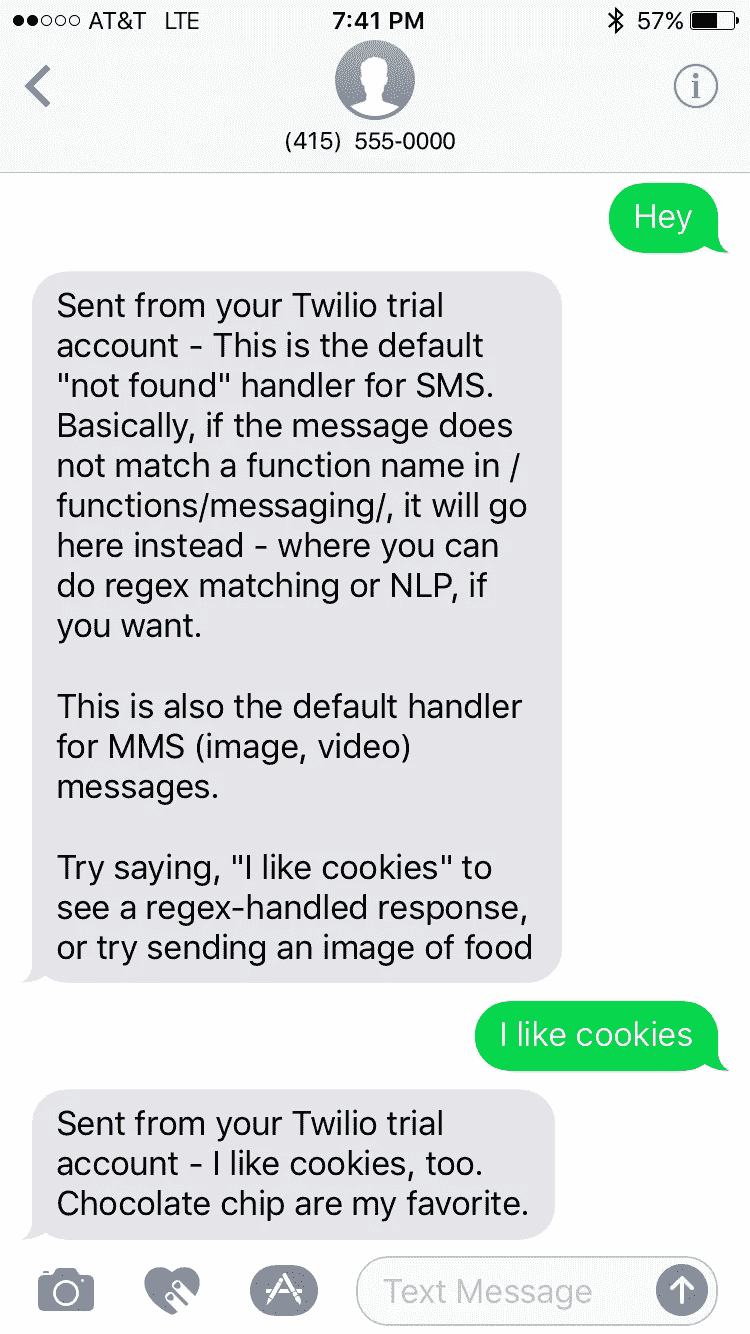 AT&T LTE 7:41 PM 57%
(415) 555-0000
Hey
Sent from your Twilio trial
account - This is the default
"not found" handler for SMS.
Basically, if the message does
not match a function name in /
functions/messaging/, it will go
here instead - where you can
do regex matching or NLP, if
you want.
This is also the default handler
for MMS (image, video)
messages.
Try saying, "I like cookies" to
see a regex-handled response,
or try sending an image of food
I like cookies
Sent from your Twilio trial
account - I like cookies, too.
Chocolate chip are my favorite.
Text Message